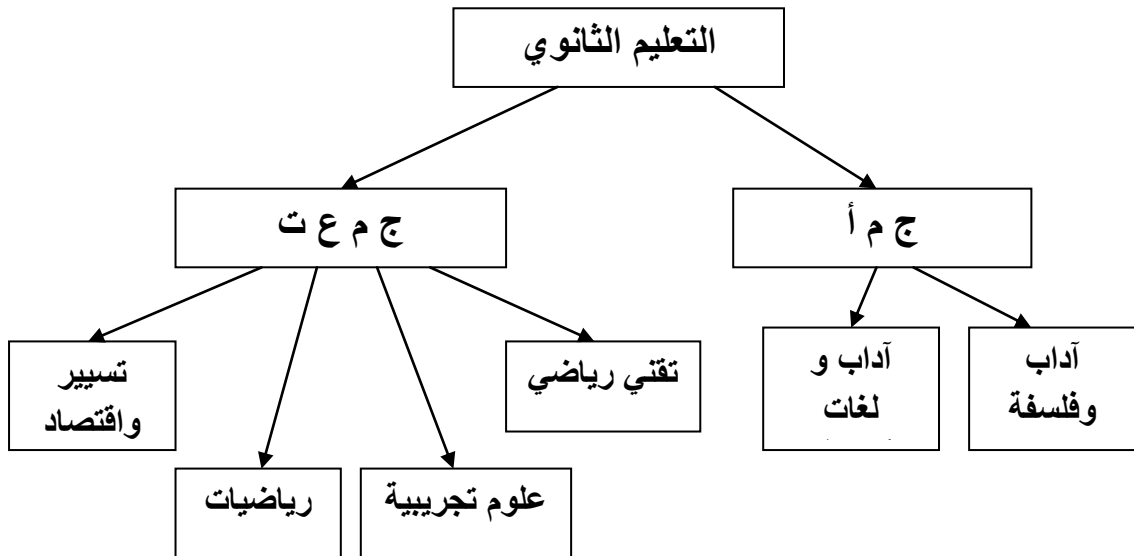 التعليم الثانوي
ج م أ
ج م ع ت
آداب
وفلسفة
آداب و
لغات
تقني رياضي
تسيير
واقتصاد
علوم تجريبية
رياضيات